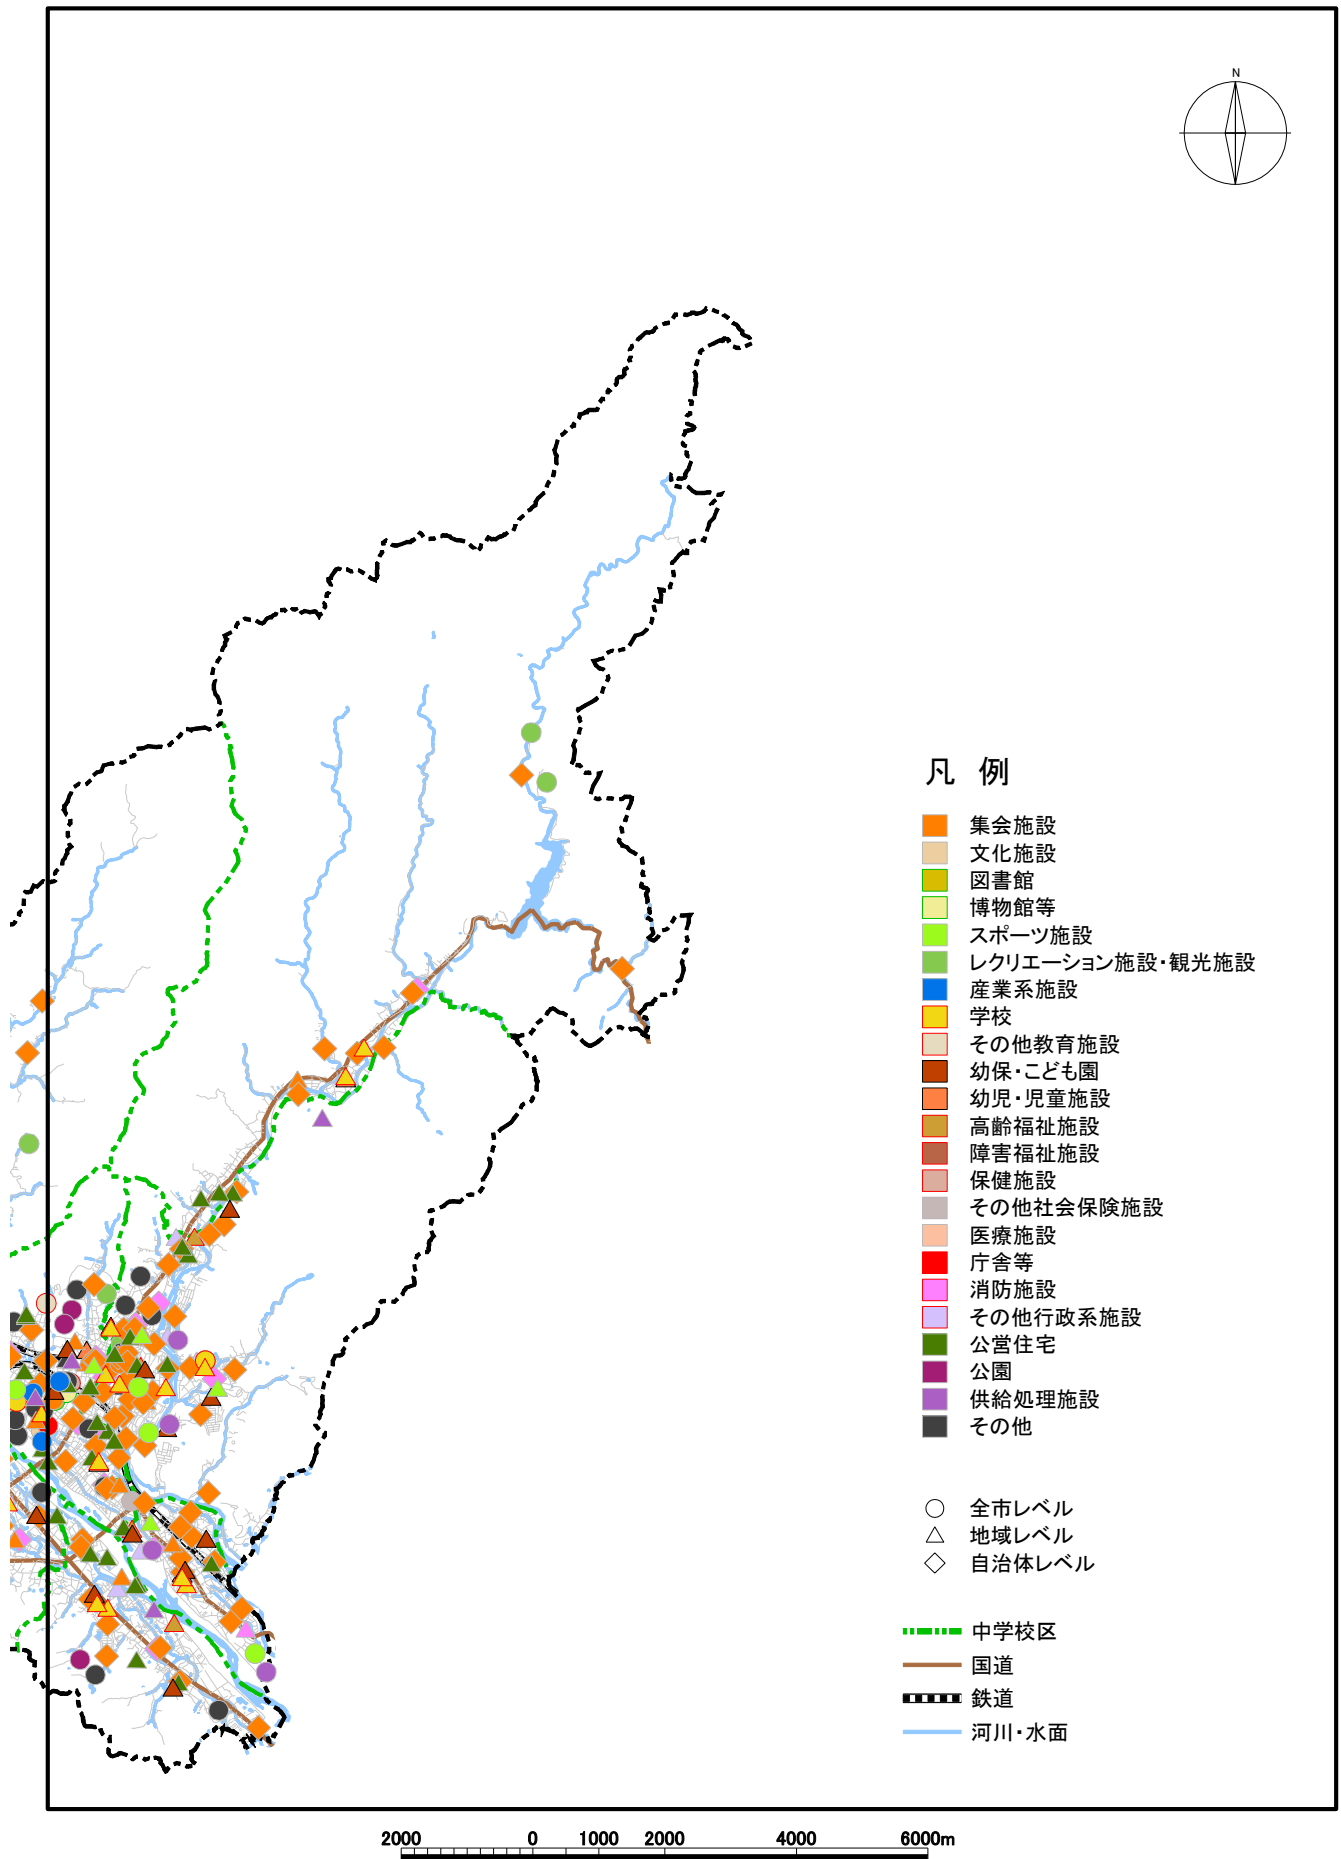 N
凡 例
集会施設
文化施設
図書館
博物館等
スポーツ施設
レクリエーション施設・観光施設
産業系施設
学校
その他教育施設
幼保・こども園
幼児・児童施設
高齢福祉施設
障害福祉施設
保健施設
その他社会保険施設
医療施設
庁舎等
消防施設
その他行政系施設
公営住宅
公園
供給処理施設
その他
全市レベル
地域レベル
自治体レベル
中学校区
国道
鉄道
河川・水面
2000 0 1000 2000 4000 6000m